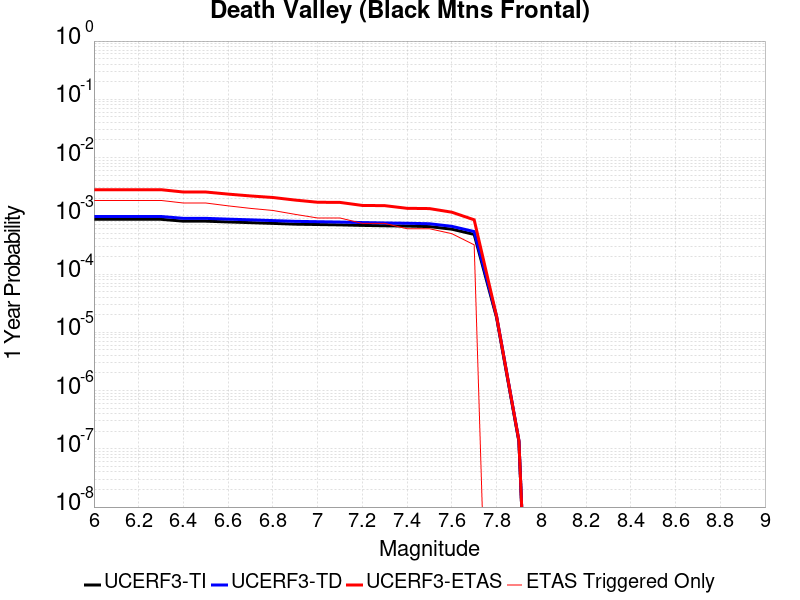 Death Valley (Black Mtns Frontal)
10 0
10 -1
10 -2
10 -3
10 -4
10 -5
10 -6
10 -7
10 -8
1 Year Probability
6 6.2 6.4 6.6 6.8 7 7.2 7.4 7.6 7.8 8 8.2 8.4 8.6 8.8 9
Magnitude
UCERF3-TI UCERF3-TD UCERF3-ETAS ETAS Triggered Only